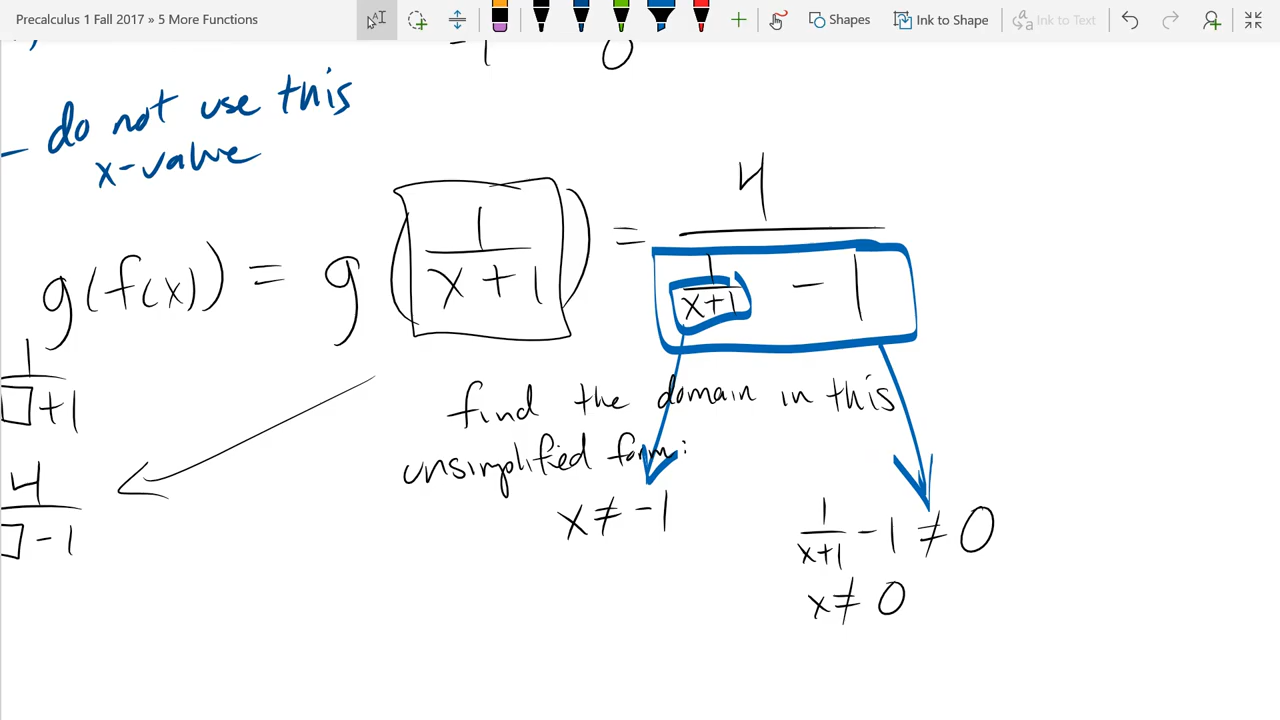 Precalculus 1 Fall 2017 » 5 More Functions
Shapes
Ink to Shape
Ink to Text
-1 0
- do not use this
x-value
g(f(x)) = g(1/(x+1)) = 4/(1/(x+1) - 1)
1/(□+1)
find the domain in this
unsimplified form:
4/(□-1)
x ≠ -1
1/(x+1) - 1 ≠ 0
x ≠ 0